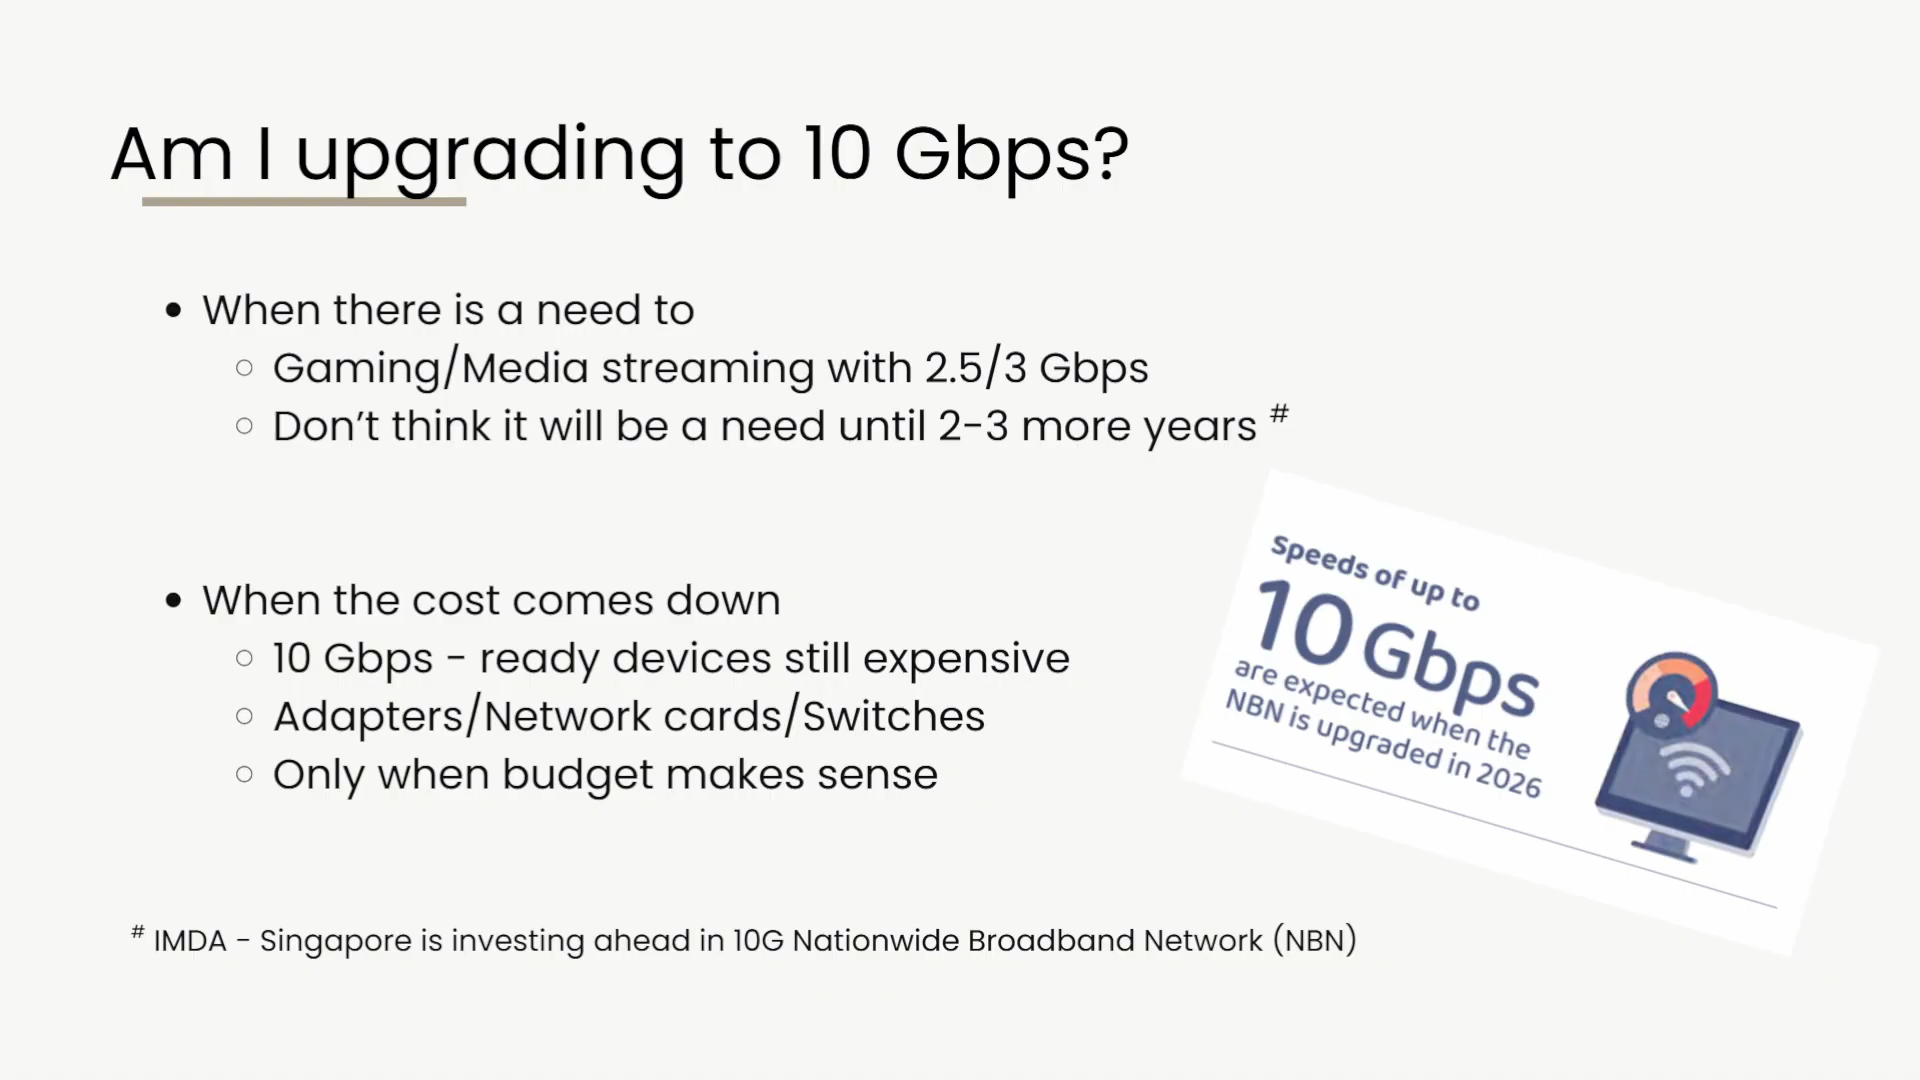 Am I upgrading to 10 Gbps?
• When there is a need to
○ Gaming/Media streaming with 2.5/3 Gbps
○ Don’t think it will be a need until 2-3 more years #
• When the cost comes down
○ 10 Gbps - ready devices still expensive
○ Adapters/Network cards/Switches
○ Only when budget makes sense
Speeds of up to
10 Gbps
are expected when the
NBN is upgraded in 2026
# IMDA - Singapore is investing ahead in 10G Nationwide Broadband Network (NBN)